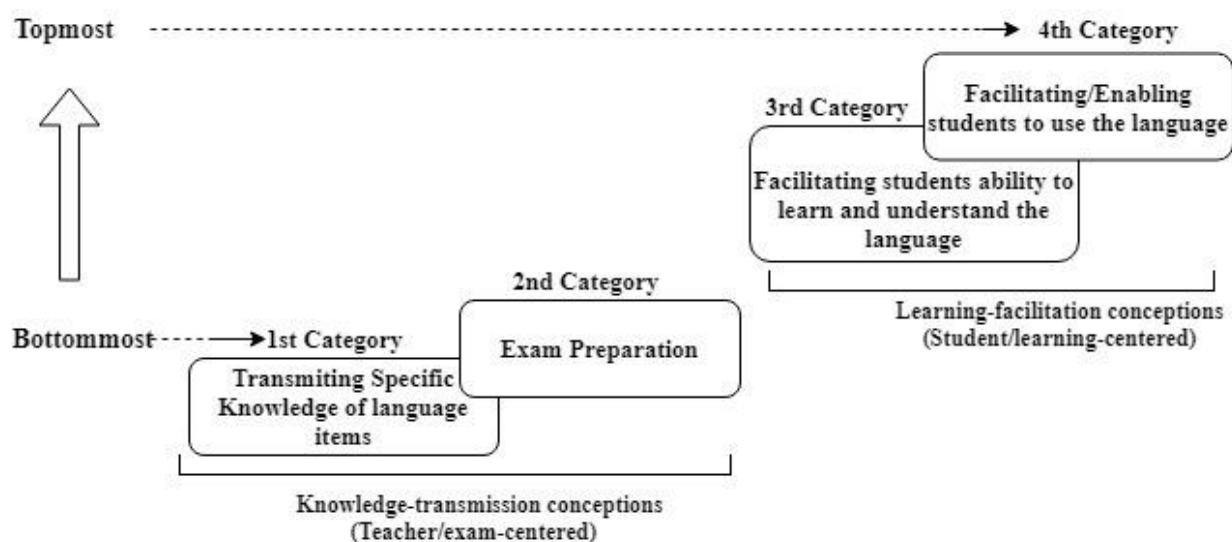 Topmost
4th Category
Facilitating/Enabling
students to use the language
3rd Category
Facilitating students ability to
learn and understand the
language
Learning-facilitation conceptions
(Student/learning-centered)
2nd Category
Exam Preparation
Bottommost
1st Category
Transmiting Specific
Knowledge of language
items
Knowledge-transmission conceptions
(Teacher/exam-centered)